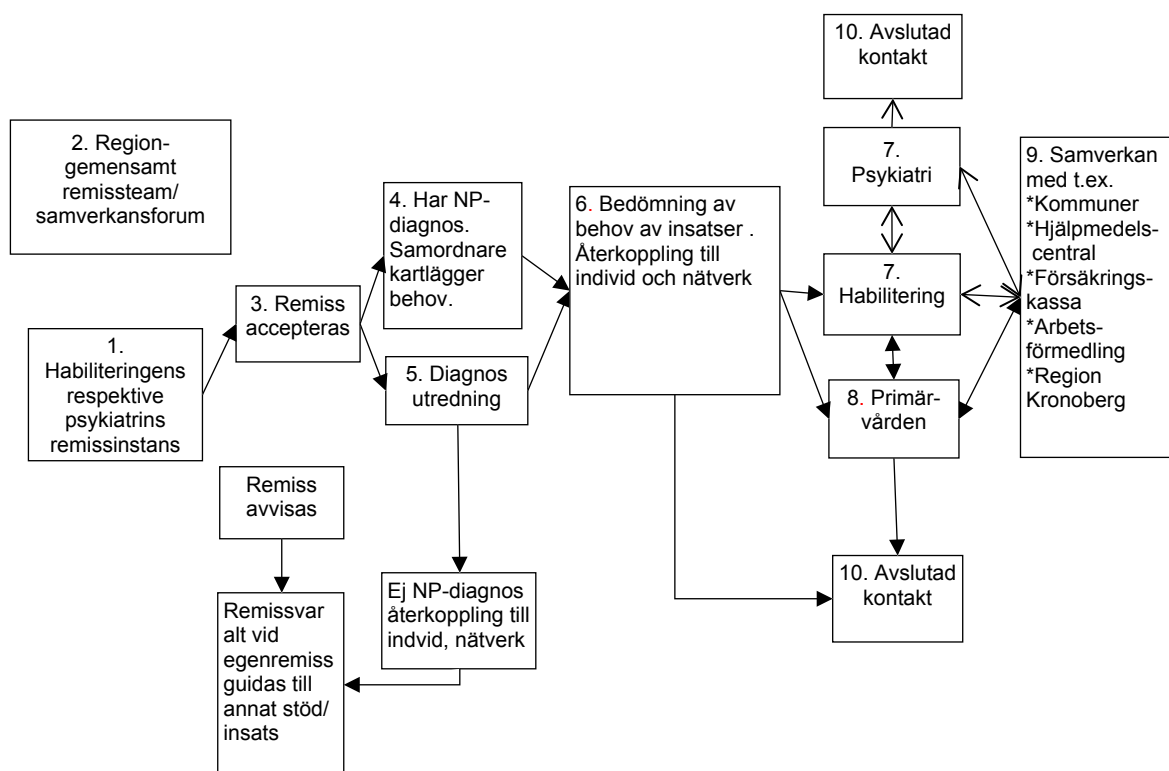 10. Avslutad
kontakt
2. Region-
gemensamt
remissteam/
samverkansforum
7.
Psykiatri
9. Samverkan
med t.ex.
*Kommuner
*Hjälpmedels-
central
*Försäkrings-
kassa
*Arbets-
förmedling
*Region
Kronoberg
4. Har NP-
diagnos.
Samordnare
kartlägger
behov.
6. Bedömning av
behov av insatser .
Återkoppling till
individ och nätverk
7.
Habilitering
3. Remiss
accepteras
1.
Habiliteringens
respektive
psykiatrins
remissinstans
5. Diagnos
utredning
8. Primär-
vården
Remiss
avvisas
Ej NP-diagnos
återkoppling till
indvid, nätverk
10. Avslutad
kontakt
Remissvar
alt vid
egenremiss
guidas till
annat stöd/
insats